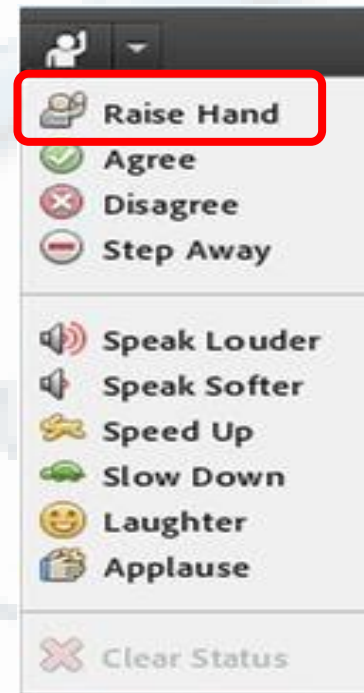 Raise Hand
Agree
Disagree
Step Away
Speak Louder
Speak Softer
Speed Up
Slow Down
Laughter
Applause
Clear Status